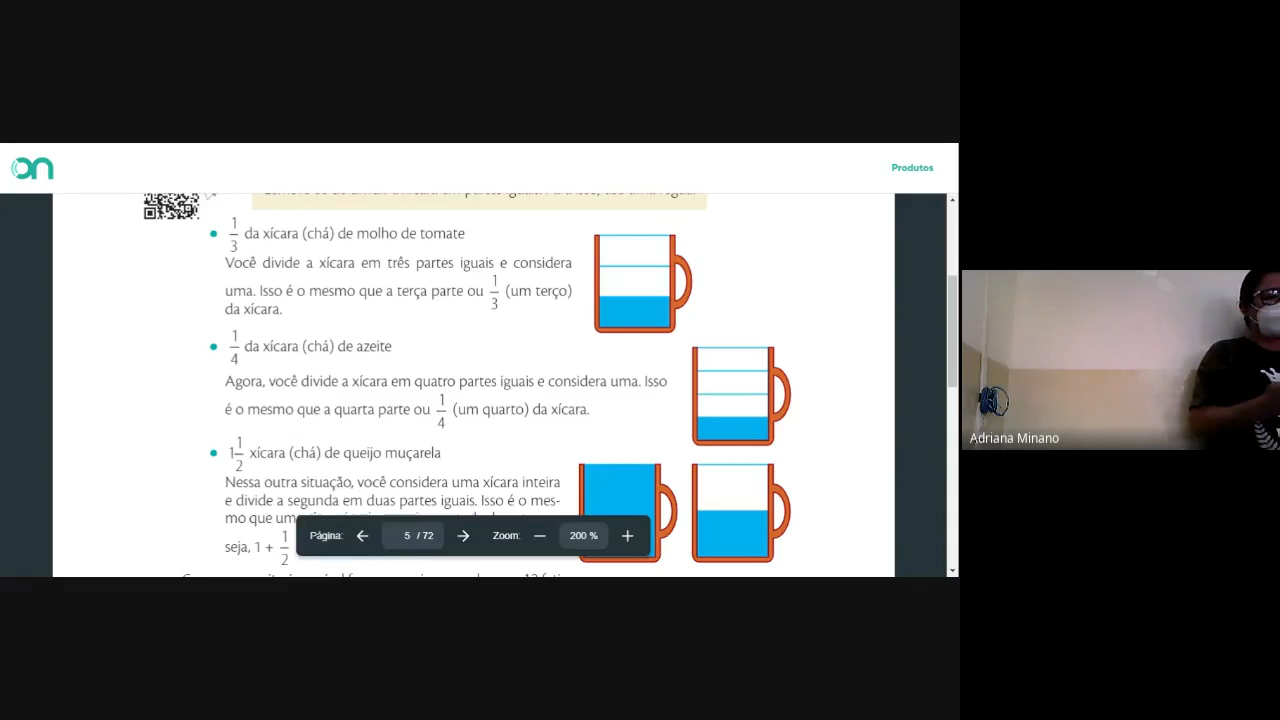 on
Produtos
1/3 da xícara (chá) de molho de tomate
Você divide a xícara em três partes iguais e considera
uma. Isso é o mesmo que a terça parte ou 1/3 (um terço)
da xícara.
1/4 da xícara (chá) de azeite
Agora, você divide a xícara em quatro partes iguais e considera uma. Isso
é o mesmo que a quarta parte ou 1/4 (um quarto) da xícara.
1 1/2 xícara (chá) de queijo muçarela
Nessa outra situação, você considera uma xícara inteira
e divide a segunda em duas partes iguais. Isso é o mes-
mo que
seja, 1 + 1/2
Página: 5 / 72 Zoom: 200 %
Adriana Minano